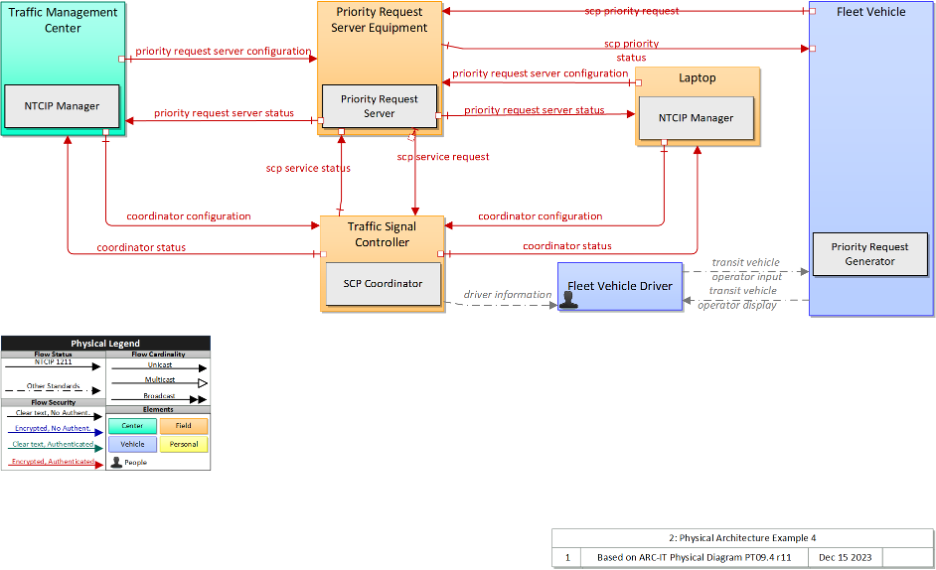 Traffic Management
Center
NTCIP Manager
priority request server configuration
priority request server status
Priority Request
Server Equipment
Priority Request
Server
scp priority request
scp priority
status
Fleet Vehicle
priority request server configuration
Laptop
priority request server status
NTCIP Manager
scp service status
scp service request
coordinator configuration
coordinator status
Traffic Signal
Controller
SCP Coordinator
coordinator configuration
coordinator status
Priority Request
Generator
driver information
Fleet Vehicle Driver
transit vehicle
operator input
transit vehicle
operator display
Physical Legend
Flow Status
NTCIP 1211
Other Standards
Flow Security
Clear text, No Authent.
Encrypted, No Authent.
Clear text, Authenticated
Encrypted, Authenticated
Flow Cardinality
Unicast
Multicast
Broadcast
Elements
Center
Field
Vehicle
Personal
People
2: Physical Architecture Example 4
1 Based on ARC-IT Physical Diagram PT09.4 r11 Dec 15 2023